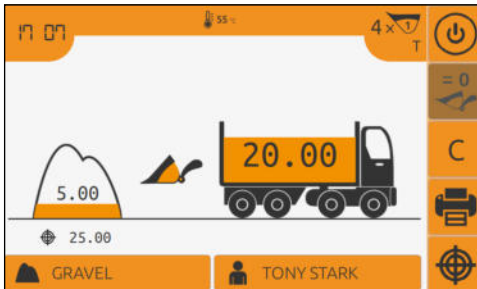 17 07
55 °C
4× 1
T
= 0
C
20.00
5.00
25.00
GRAVEL
TONY STARK